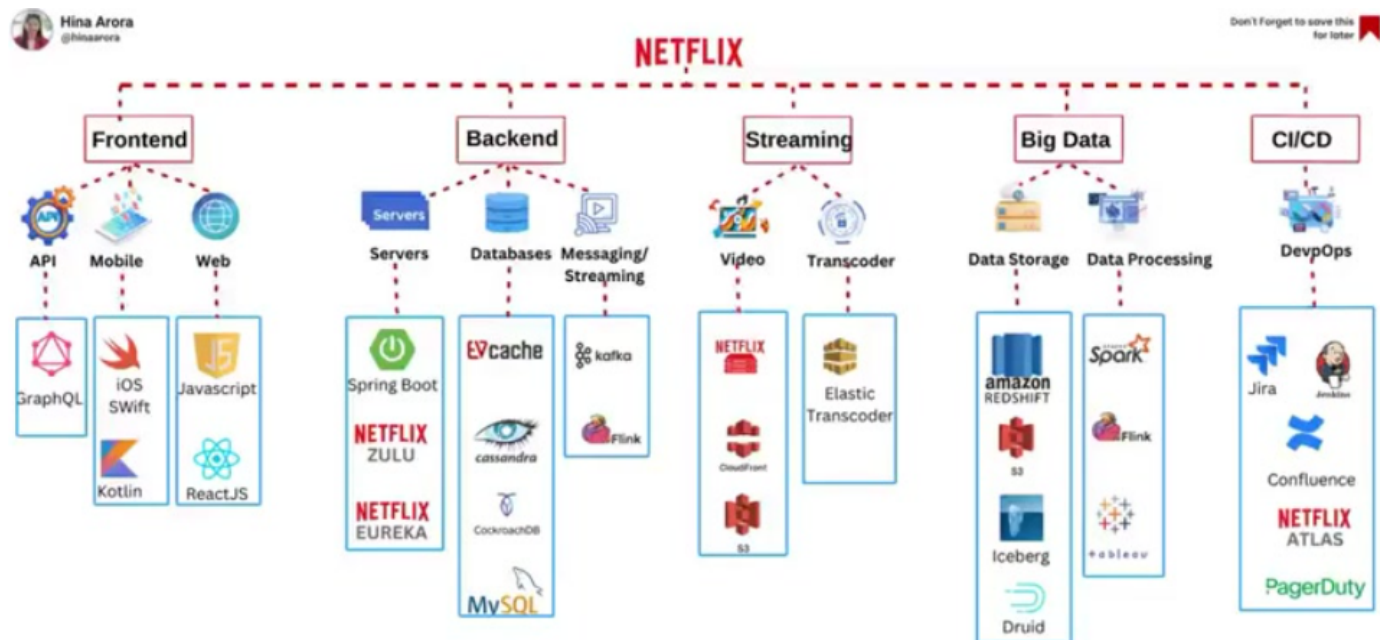 Hina Arora
@hinaarora
Don't Forget to save this
for later
NETFLIX
Frontend
Backend
Streaming
Big Data
CI/CD
API
API
Mobile
Web
Servers
Servers
Databases
Messaging/
Streaming
Video
Transcoder
Data Storage
Data Processing
DevpOps
GraphQL
iOS
SWift
Kotlin
JS
Javascript
ReactJS
Spring Boot
NETFLIX
ZULU
NETFLIX
EUREKA
EVcache
cassandra
CockroachDB
MySQL
kafka
Flink
NETFLIX
CloudFront
S3
Elastic
Transcoder
amazon
REDSHIFT
S3
Iceberg
Druid
Spark
Flink
tableau
Jira
Jenkins
Confluence
NETFLIX
ATLAS
PagerDuty